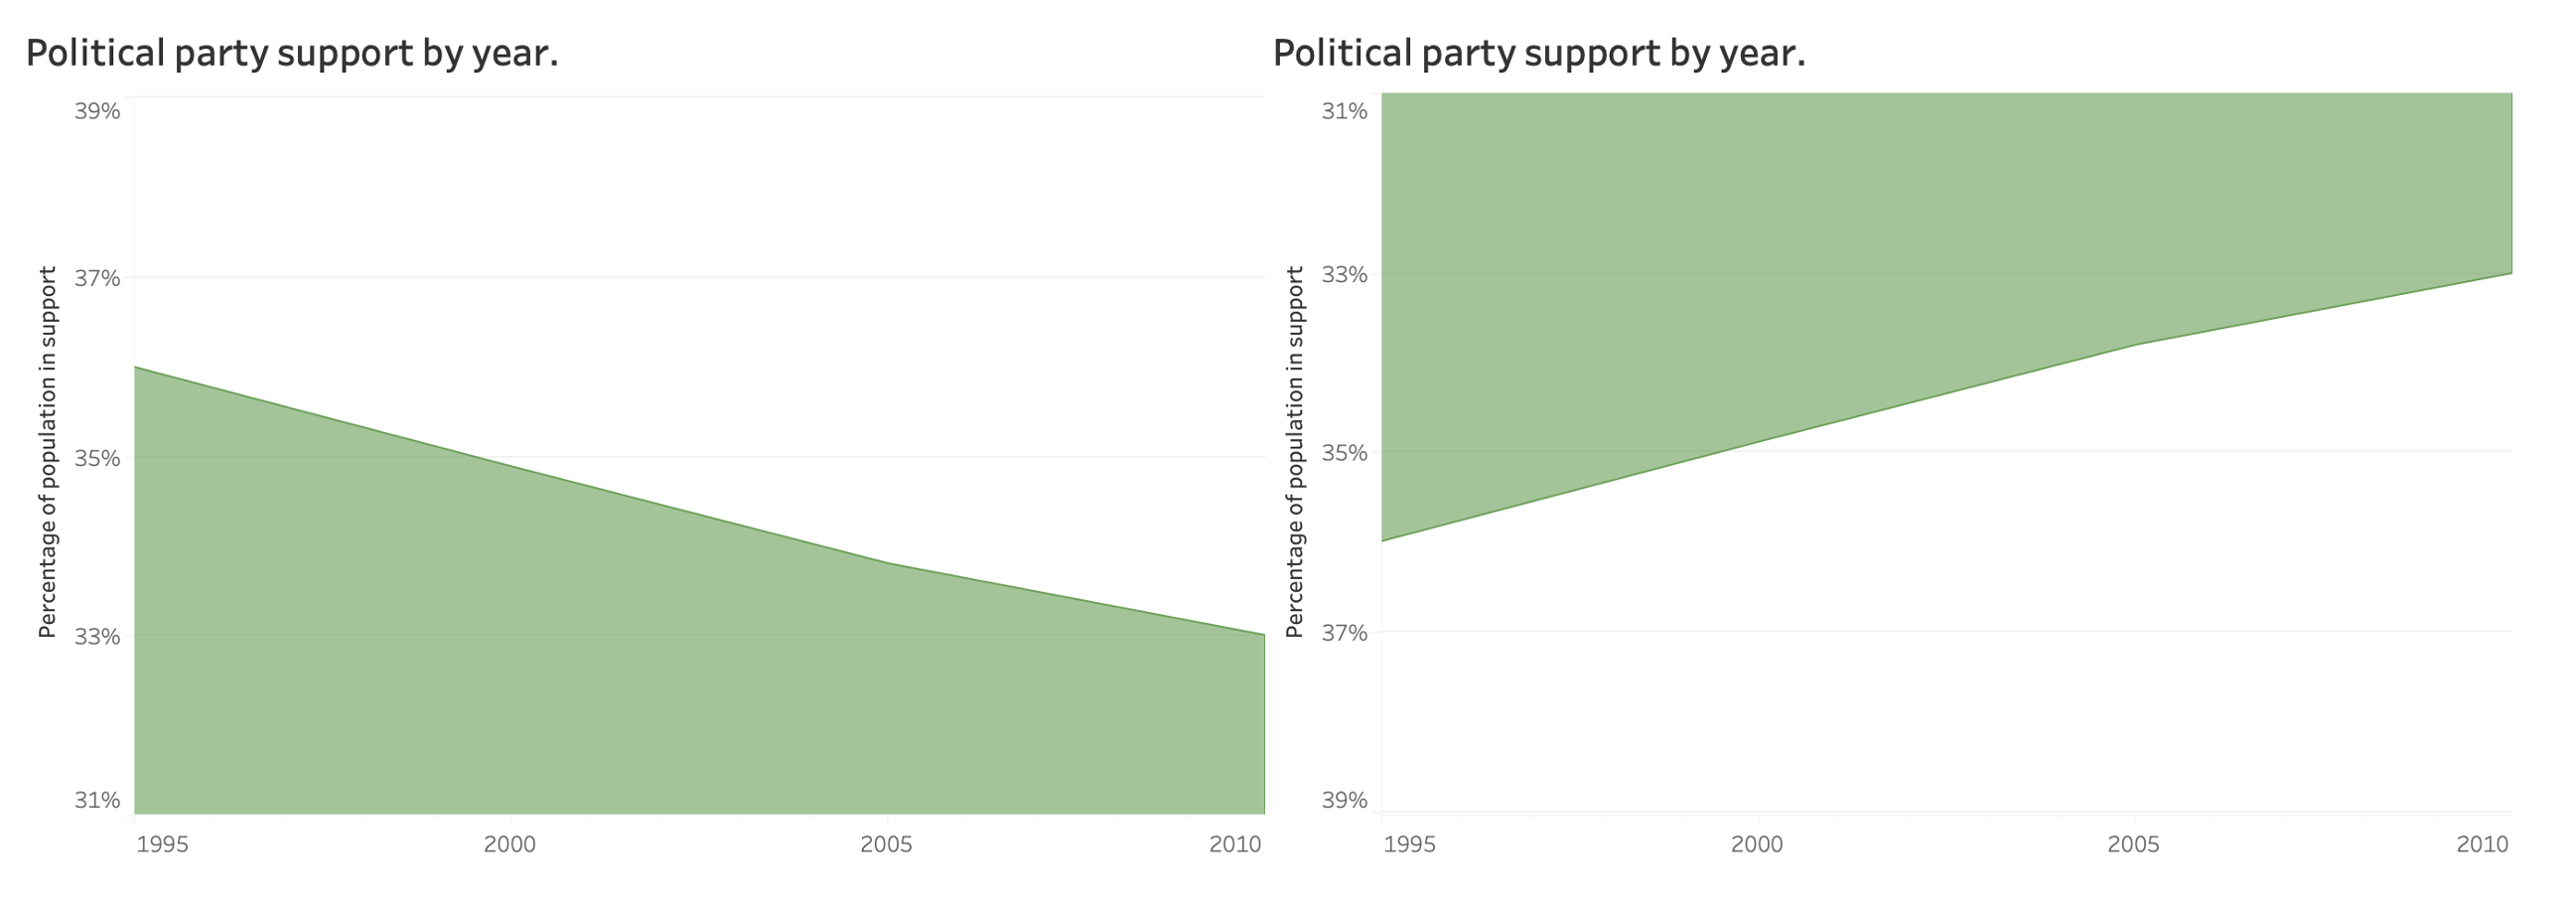 Political party support by year.
39%
37%
35%
33%
31%
Percentage of population in support
1995 2000 2005 2010
Political party support by year.
31%
33%
35%
37%
39%
Percentage of population in support
1995 2000 2005 2010